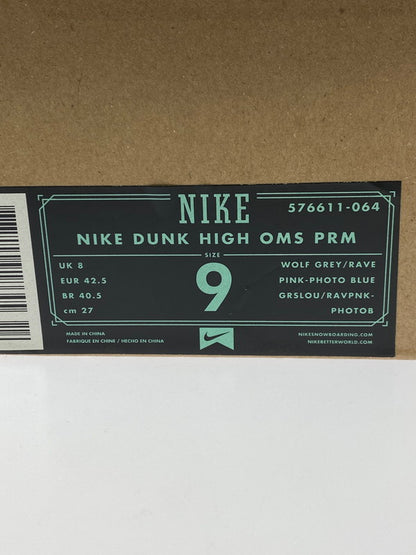 NIKE
576611-064
NIKE DUNK HIGH OMS PRM
UK 8
EUR 42.5
BR 40.5
cm 27
SIZE
9
WOLF GREY/RAVE
PINK-PHOTO BLUE
GRSLOU/RAVPNK-
PHOTOB
MADE IN CHINA
FABRIQUE EN CHINE / HECHO EN CHINA
NIKESNOWBOARDING.COM
NIKEBETTERWORLD.COM